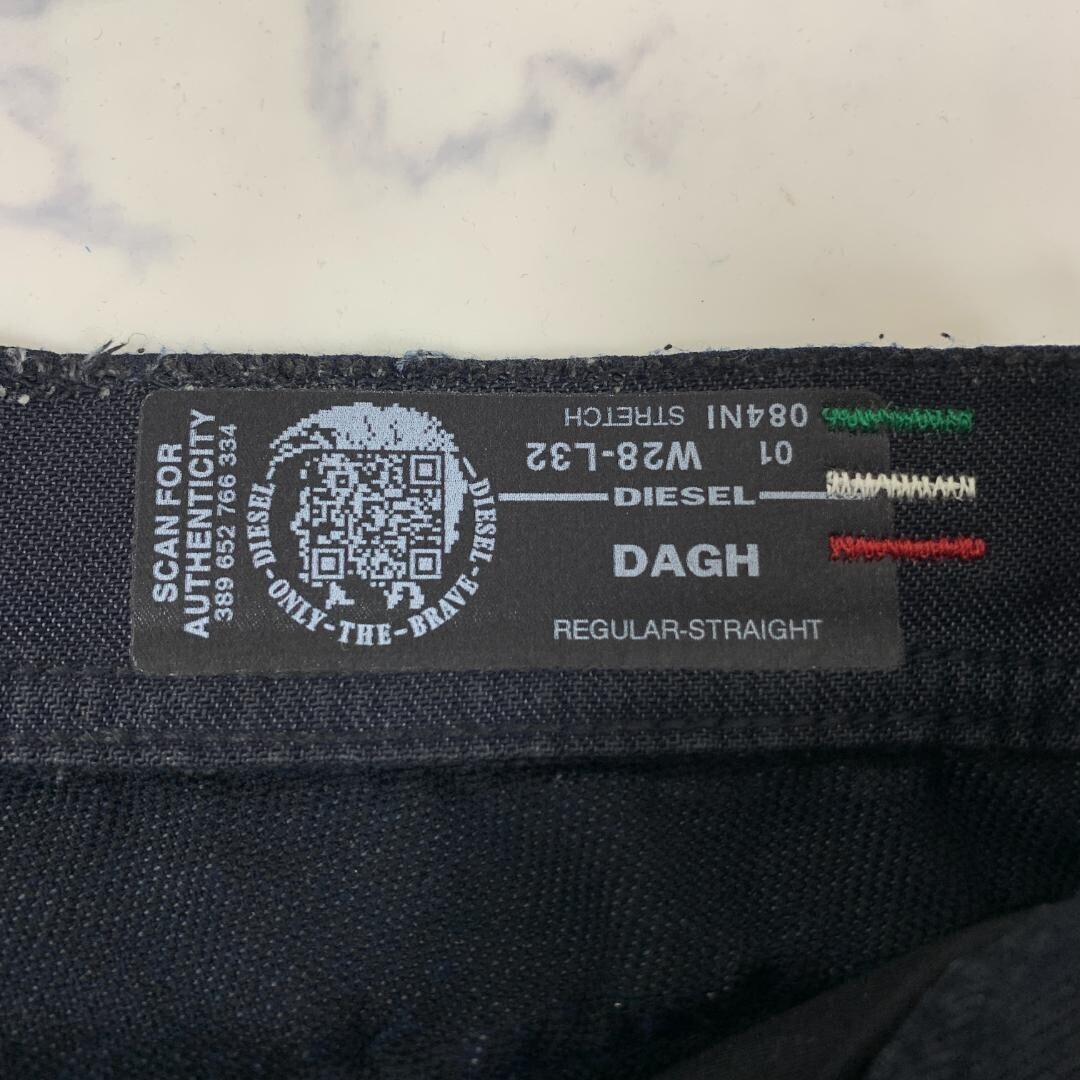 SCAN FOR
AUTHENTICITY
389 652 766 334
DIESEL-ONLY-THE-BRAVE-DIESEL
084NI STRETCH
01 W28-L32
DIESEL
DAGH
REGULAR-STRAIGHT